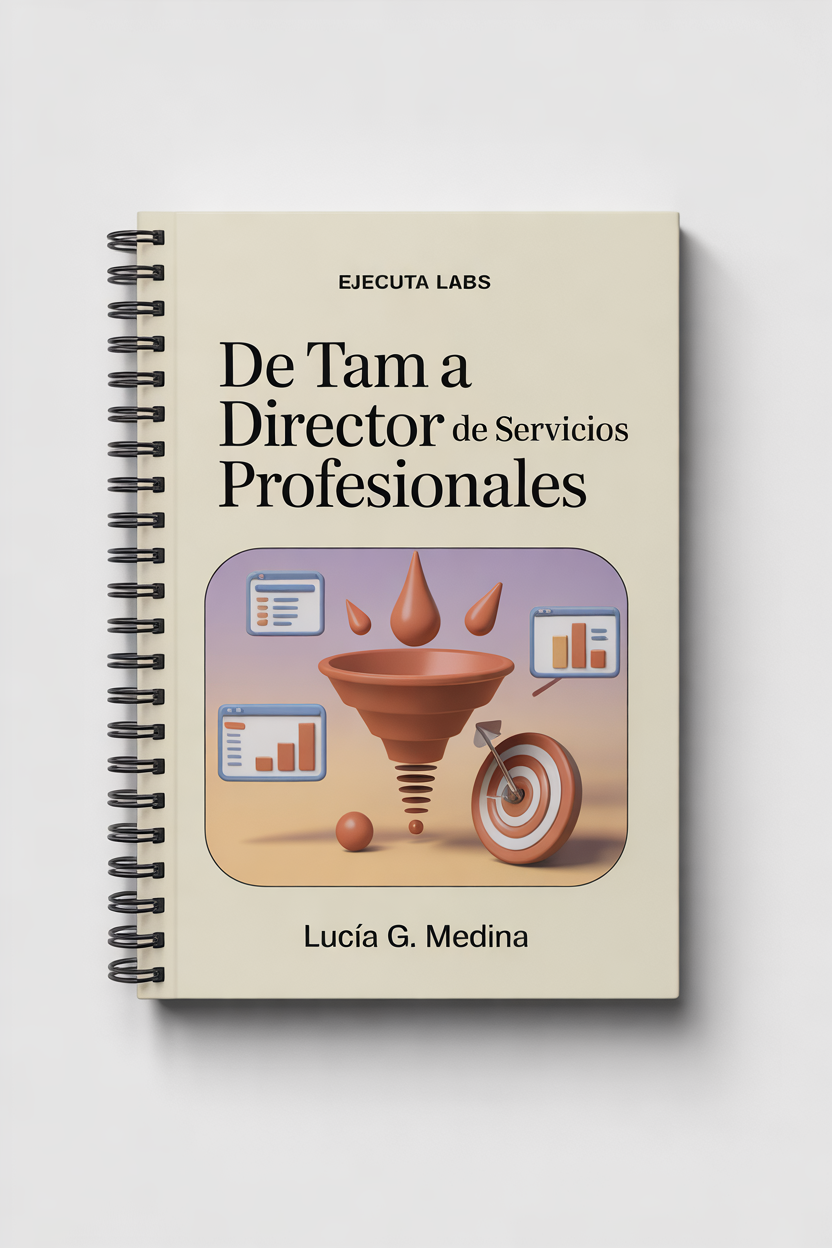 EJECUTA LABS
De Tam a
Director de Servicios
Profesionales
Lucía G. Medina